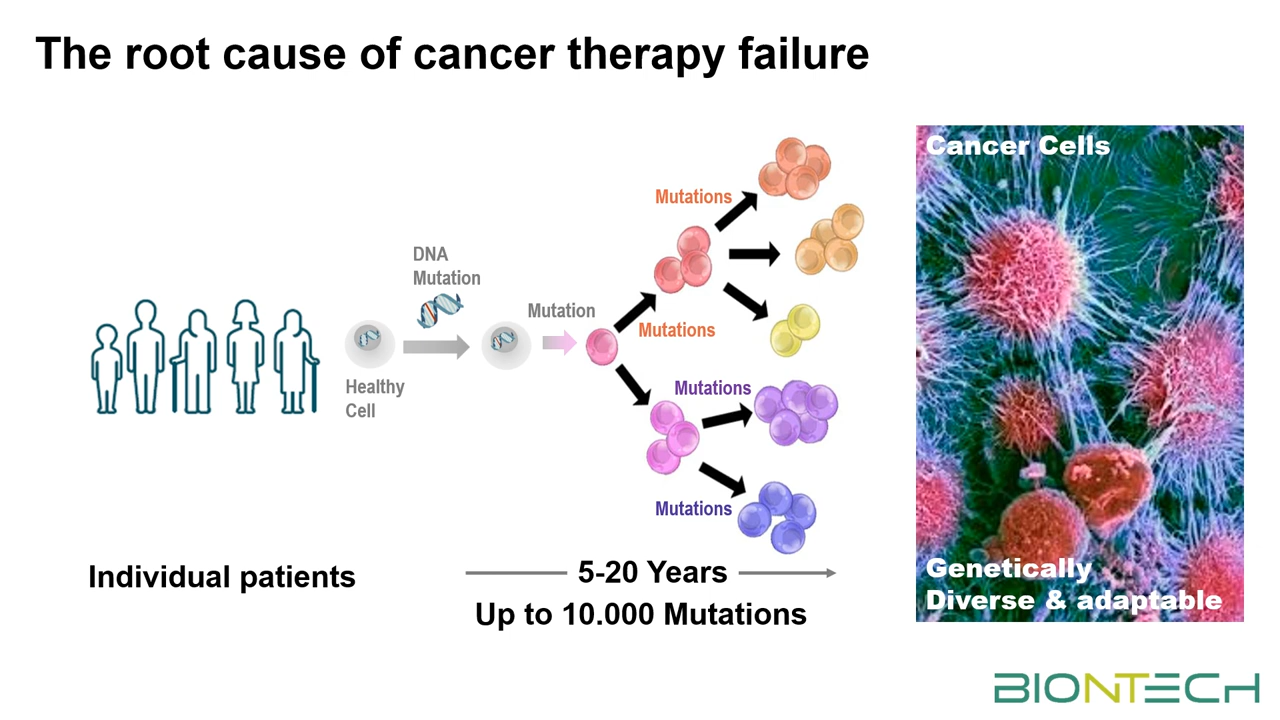 The root cause of cancer therapy failure
Cancer Cells
Mutations
DNA
Mutation
Mutation
Mutations
Healthy
Cell
Mutations
Mutations
Genetically
Diverse & adaptable
Individual patients
5-20 Years
Up to 10.000 Mutations
BIONTECH